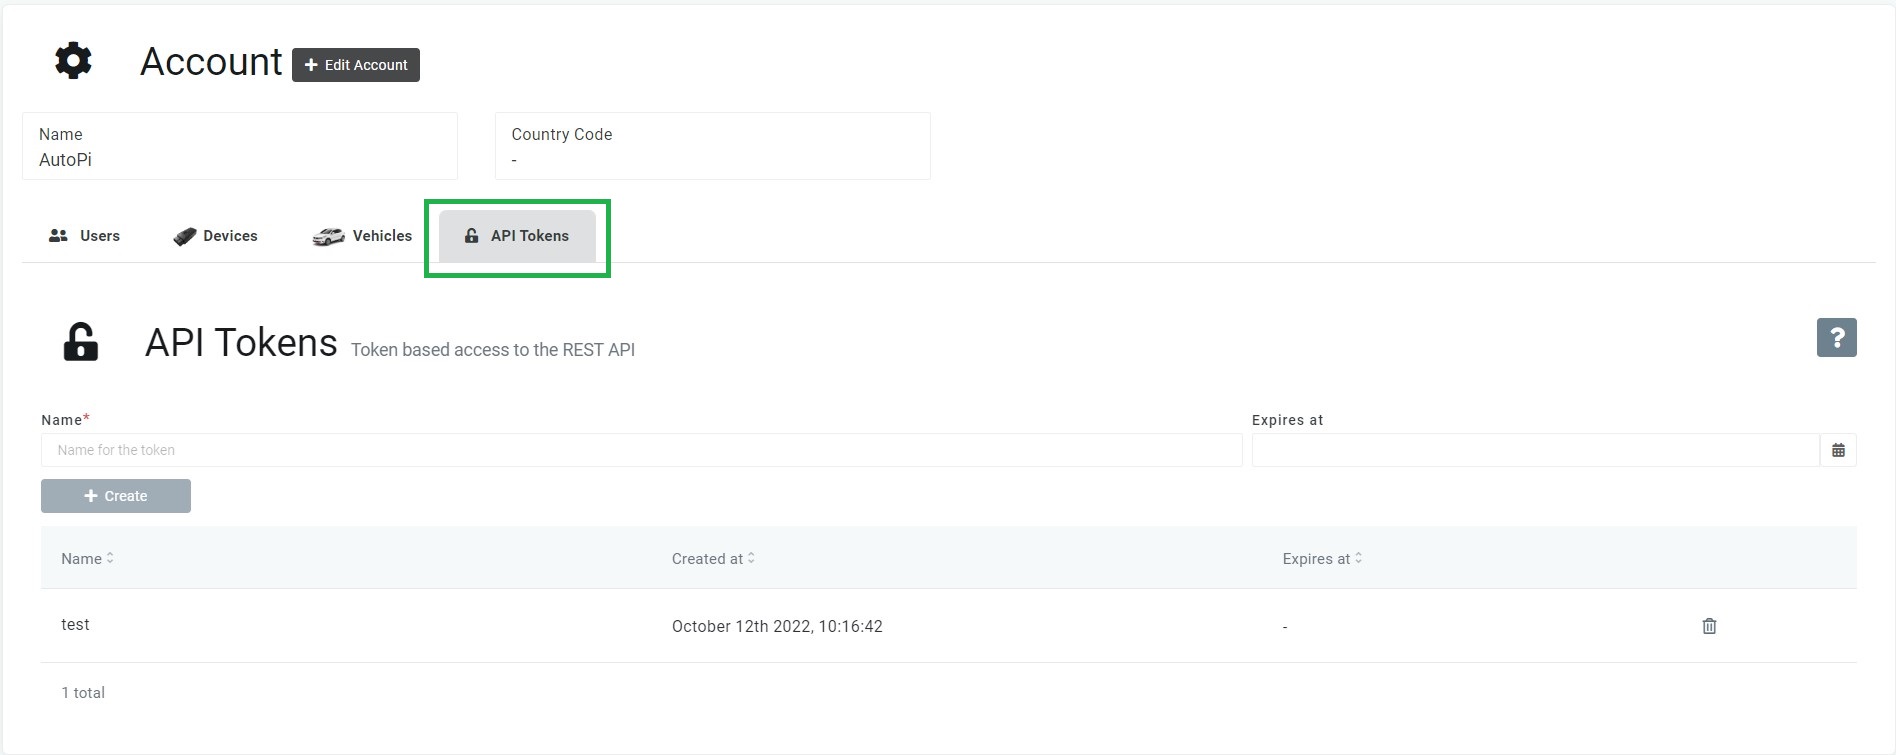 Account
Edit Account
Name
AutoPi
Country Code
-
Users
Devices
Vehicles
API Tokens
API Tokens Token based access to the REST API
?
Name*
Name for the token
Expires at
Create
Name Created at Expires at
test October 12th 2022, 10:16:42 -
1 total